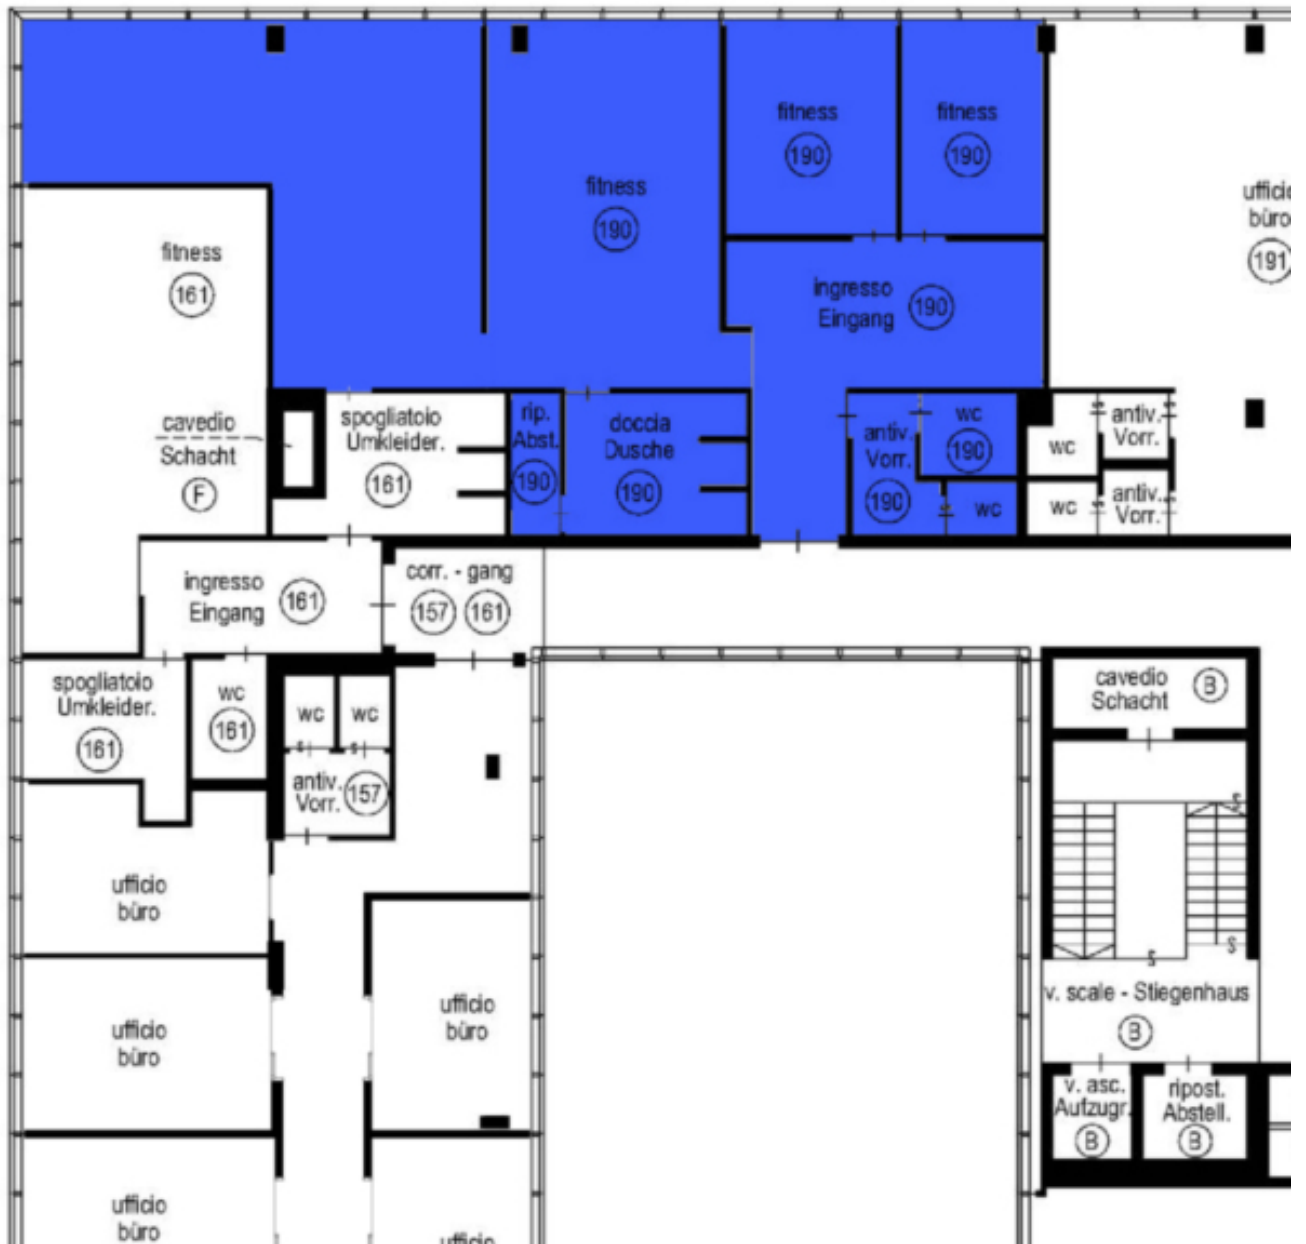 fitness
190
fitness
190
fitness
190
ufficio
büro
191
fitness
161
ingresso
Eingang
190
cavedio
Schacht
F
spogliatoio
Umkleider.
161
rip.
Abst.
190
doccia
Dusche
190
antiv.
Vorr.
190
wc
190
wc
wc
antiv.
Vorr.
wc
antiv.
Vorr.
ingresso
Eingang
161
corr. - gang
157 161
spogliatoio
Umkleider.
161
wc
161
wc
wc
antiv.
Vorr.
157
cavedio
Schacht
B
S
S
S
v. scale - Stiegenhaus
B
v. asc.
Aufzugr.
B
ripost.
Abstell.
B
ufficio
büro
ufficio
büro
ufficio
büro
ufficio
büro
ufficio